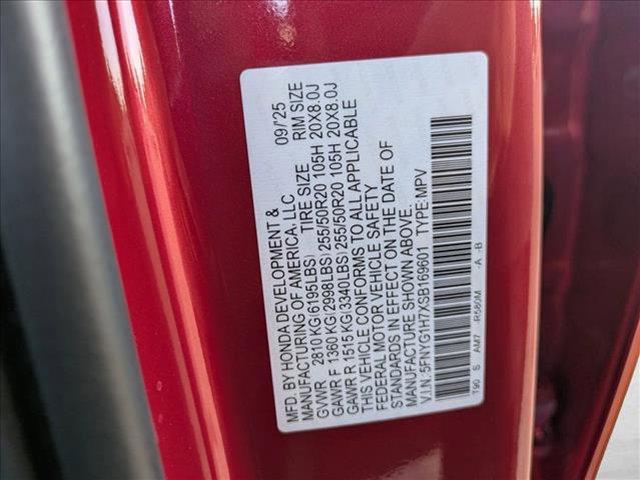 MFD. BY HONDA DEVELOPMENT &
MANUFACTURING OF AMERICA, LLC 09/25
GVWR 2810 KG(6195LBS) TIRE SIZE RIM SIZE
GAWR F 1360 KG(2998LBS) 255/50R20 105H 20X8.0J
GAWR R 1515 KG(3340LBS) 255/50R20 105H 20X8.0J
THIS VEHICLE CONFORMS TO ALL APPLICABLE
FEDERAL MOTOR VEHICLE SAFETY
STANDARDS IN EFFECT ON THE DATE OF
MANUFACTURE SHOWN ABOVE.
V.I.N. 5FNYG1H7XSB169601 TYPE:MPV
T90 S AM7 -R580M -A -B